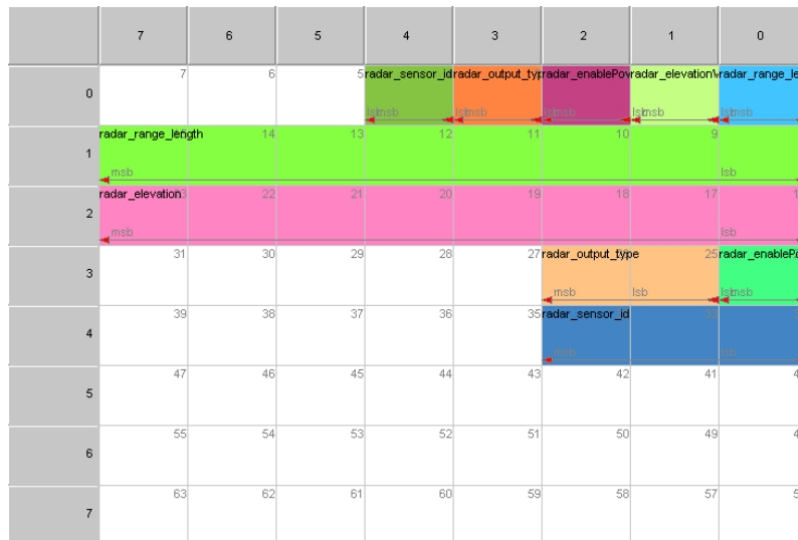 7 6 5 4 3 2 1 0
0 7 6 5 radar_sensor_id radar_output_typ radar_enablePov radar_elevation radar_range_le
lsb msb lsb msb lsb msb lsb msb
1 radar_range_length 14 13 12 11 10 9
msb lsb
2 radar_elevation 22 21 20 19 18 17
msb lsb
3 31 30 29 28 27 radar_output_type 25 radar_enablePo
msb lsb lsb msb
4 39 38 37 36 35 radar_sensor_id
msb lsb
5 47 46 45 44 43 42 41
6 55 54 53 52 51 50 49
7 63 62 61 60 59 58 57